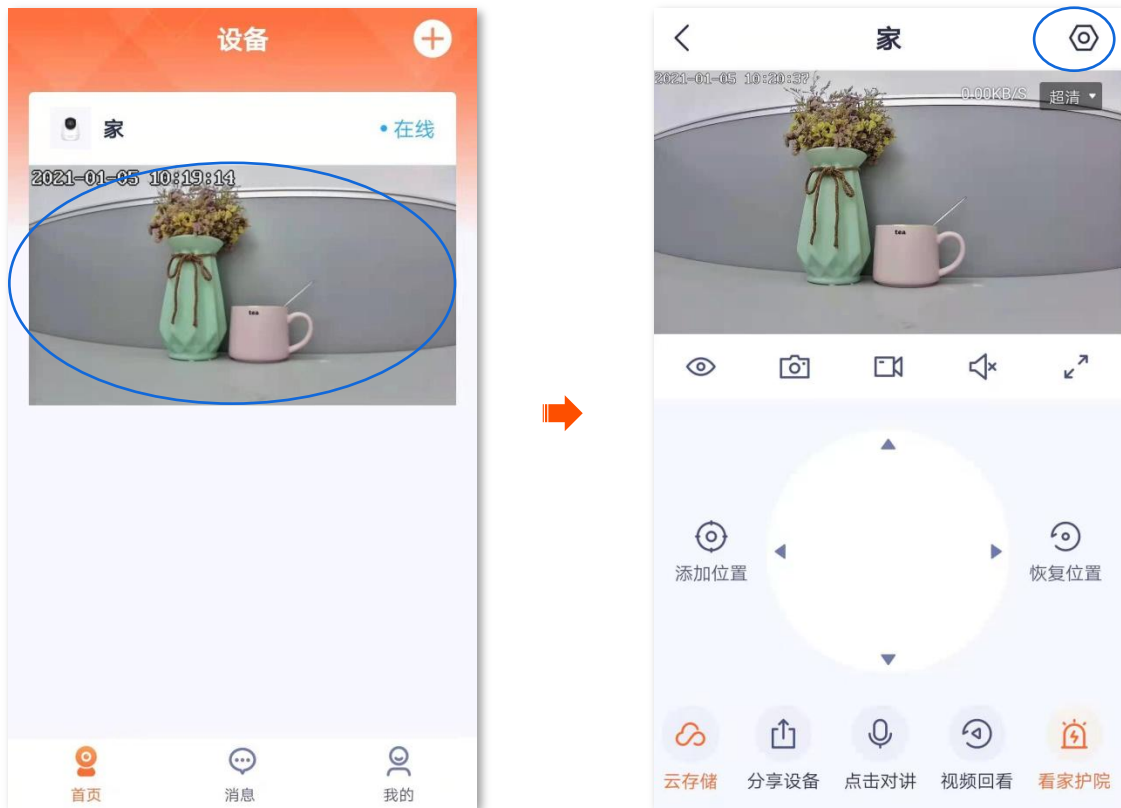 设备
家
在线
2021-01-05 10:19:14
tea
首页
消息
我的
家
2021-01-05 10:20:37
0.00KB/S
超清
tea
添加位置
恢复位置
云存储
分享设备
点击对讲
视频回看
看家护院